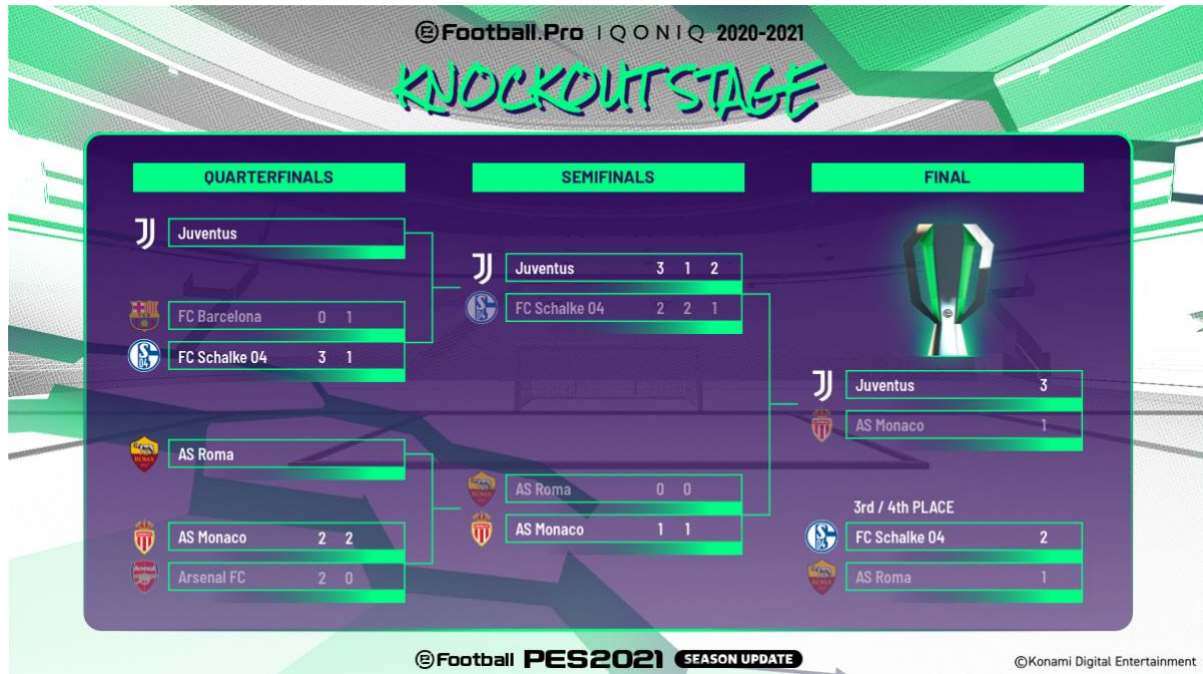 eFootball.Pro IQONIQ 2020-2021
KNOCKOUT STAGE
QUARTERFINALS
Juventus
FC Barcelona 0 1
FC Schalke 04 3 1
AS Roma
AS Monaco 2 2
Arsenal FC 2 0
SEMIFINALS
Juventus 3 1 2
FC Schalke 04 2 2 1
AS Roma 0 0
AS Monaco 1 1
FINAL
Juventus 3
AS Monaco 1
3rd / 4th PLACE
FC Schalke 04 2
AS Roma 1
eFootball PES2021 SEASON UPDATE
©Konami Digital Entertainment